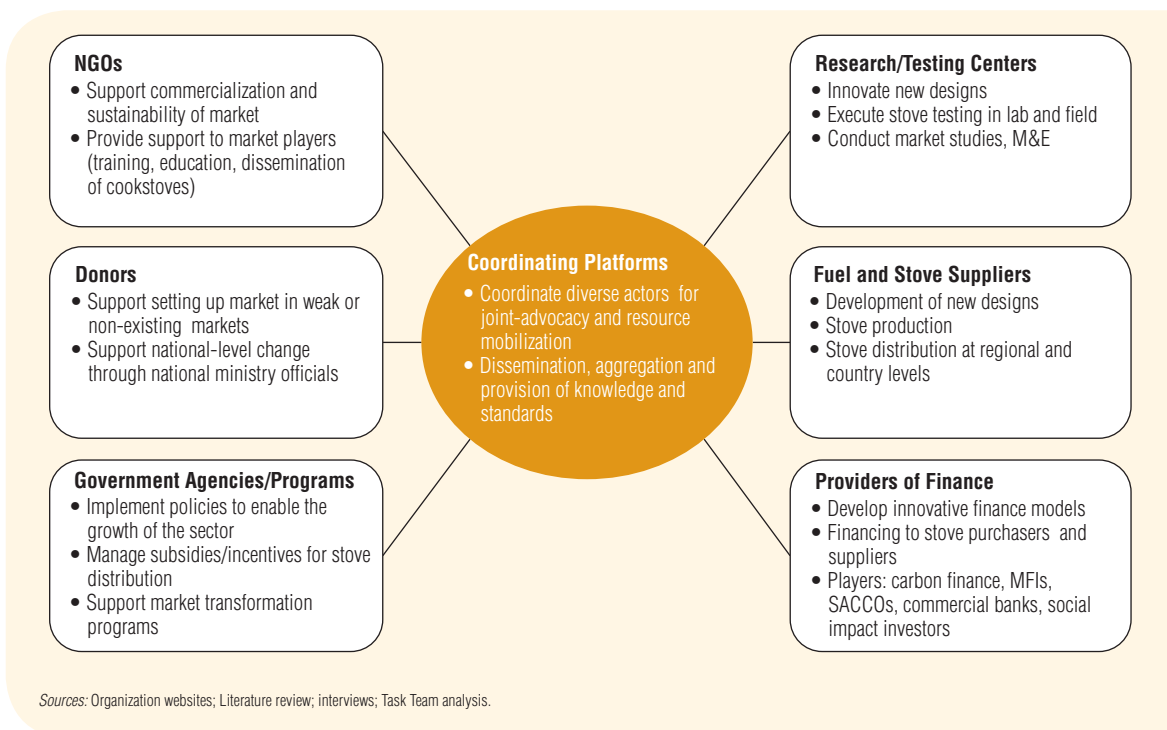 NGOs
• Support commercialization and
sustainability of market
• Provide support to market players
(training, education, dissemination
of cookstoves)
Donors
• Support setting up market in weak or
non-existing markets
• Support national-level change
through national ministry officials
Government Agencies/Programs
• Implement policies to enable the
growth of the sector
• Manage subsidies/incentives for stove
distribution
• Support market transformation
programs
Coordinating Platforms
• Coordinate diverse actors for
joint-advocacy and resource
mobilization
• Dissemination, aggregation and
provision of knowledge and
standards
Research/Testing Centers
• Innovate new designs
• Execute stove testing in lab and field
• Conduct market studies, M&E
Fuel and Stove Suppliers
• Development of new designs
• Stove production
• Stove distribution at regional and
country levels
Providers of Finance
• Develop innovative finance models
• Financing to stove purchasers and
suppliers
• Players: carbon finance, MFIs,
SACCOs, commercial banks, social
impact investors
Sources: Organization websites; Literature review; interviews; Task Team analysis.